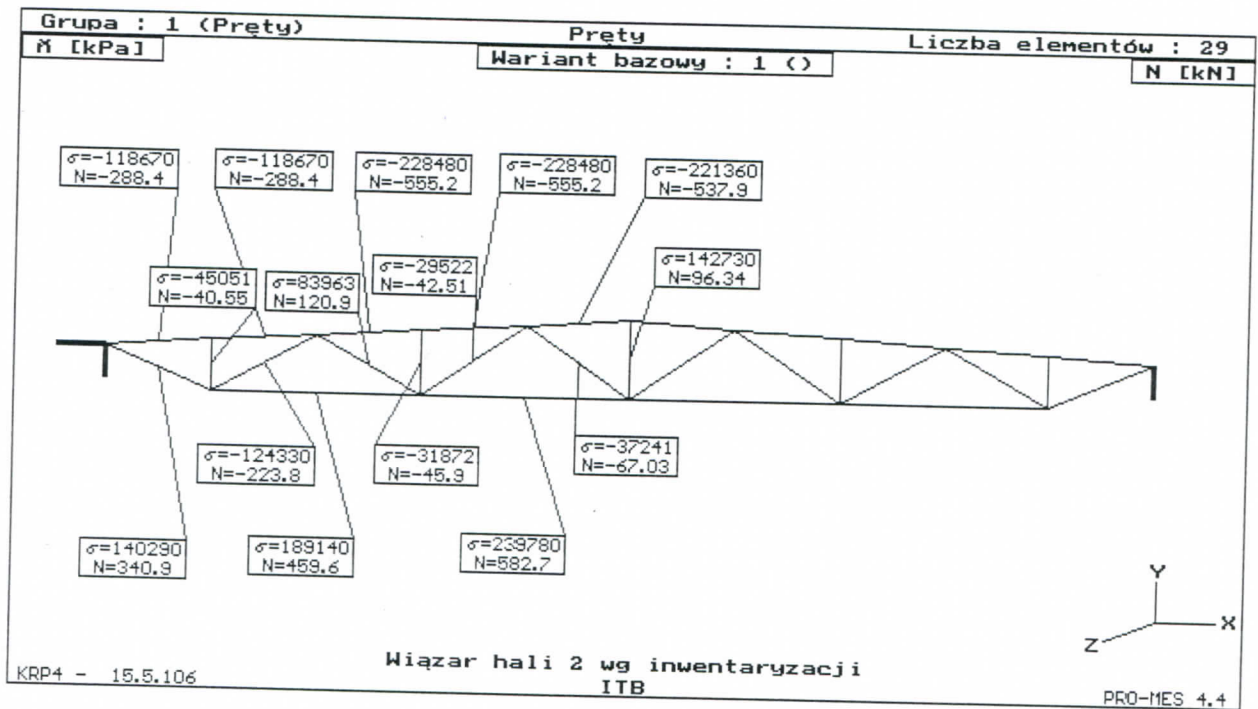 Grupa : 1 (Pręty)
Pręty
Liczba elementów : 29
[kPa]
Wariant bazowy : 1 ()
N [kN]
σ=-118670
N=-288.4
σ=-118670
N=-288.4
σ=-228480
N=-555.2
σ=-228480
N=-555.2
σ=-221360
N=-537.9
σ=-45051
N=-40.55
σ=83963
N=120.9
σ=-29522
N=-42.51
σ=142730
N=96.34
σ=-124330
N=-223.8
σ=-31872
N=-45.9
σ=-37241
N=-67.03
σ=140290
N=340.9
σ=189140
N=459.6
σ=239780
N=582.7
Y
X
Z
Wiązar hali 2 wg inwentaryzacji
ITB
KRP4 - 15.5.106
PRO-MES 4.4